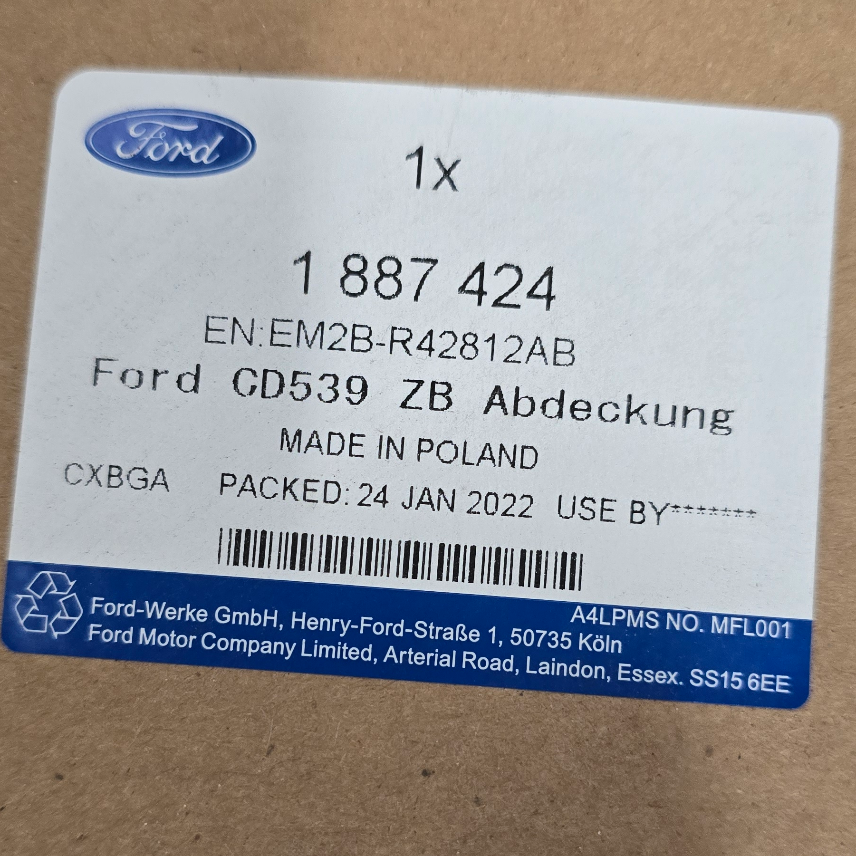 Ford
1x
1 887 424
EN:EM2B-R42812AB
Ford CD539 ZB Abdeckung
MADE IN POLAND
CXBGA PACKED: 24 JAN 2022 USE BY*******
A4LPMS NO. MFL001
Ford-Werke GmbH, Henry-Ford-Straße 1, 50735 Köln
Ford Motor Company Limited, Arterial Road, Laindon, Essex. SS15 6EE